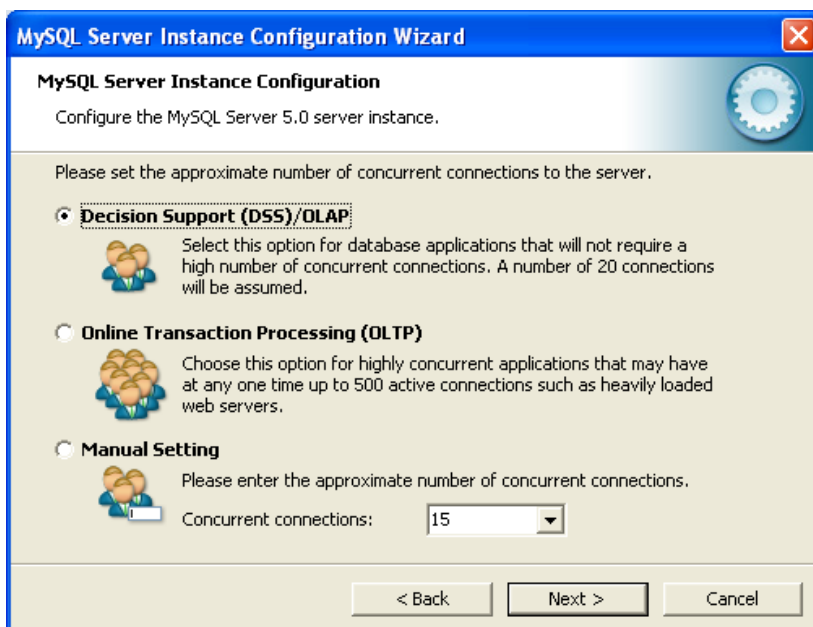 MySQL Server Instance Configuration Wizard
MySQL Server Instance Configuration
Configure the MySQL Server 5.0 server instance.
Please set the approximate number of concurrent connections to the server.
Decision Support (DSS)/OLAP
Select this option for database applications that will not require a
high number of concurrent connections. A number of 20 connections
will be assumed.
Online Transaction Processing (OLTP)
Choose this option for highly concurrent applications that may have
at any one time up to 500 active connections such as heavily loaded
web servers.
Manual Setting
Please enter the approximate number of concurrent connections.
Concurrent connections: 15
< Back Next > Cancel